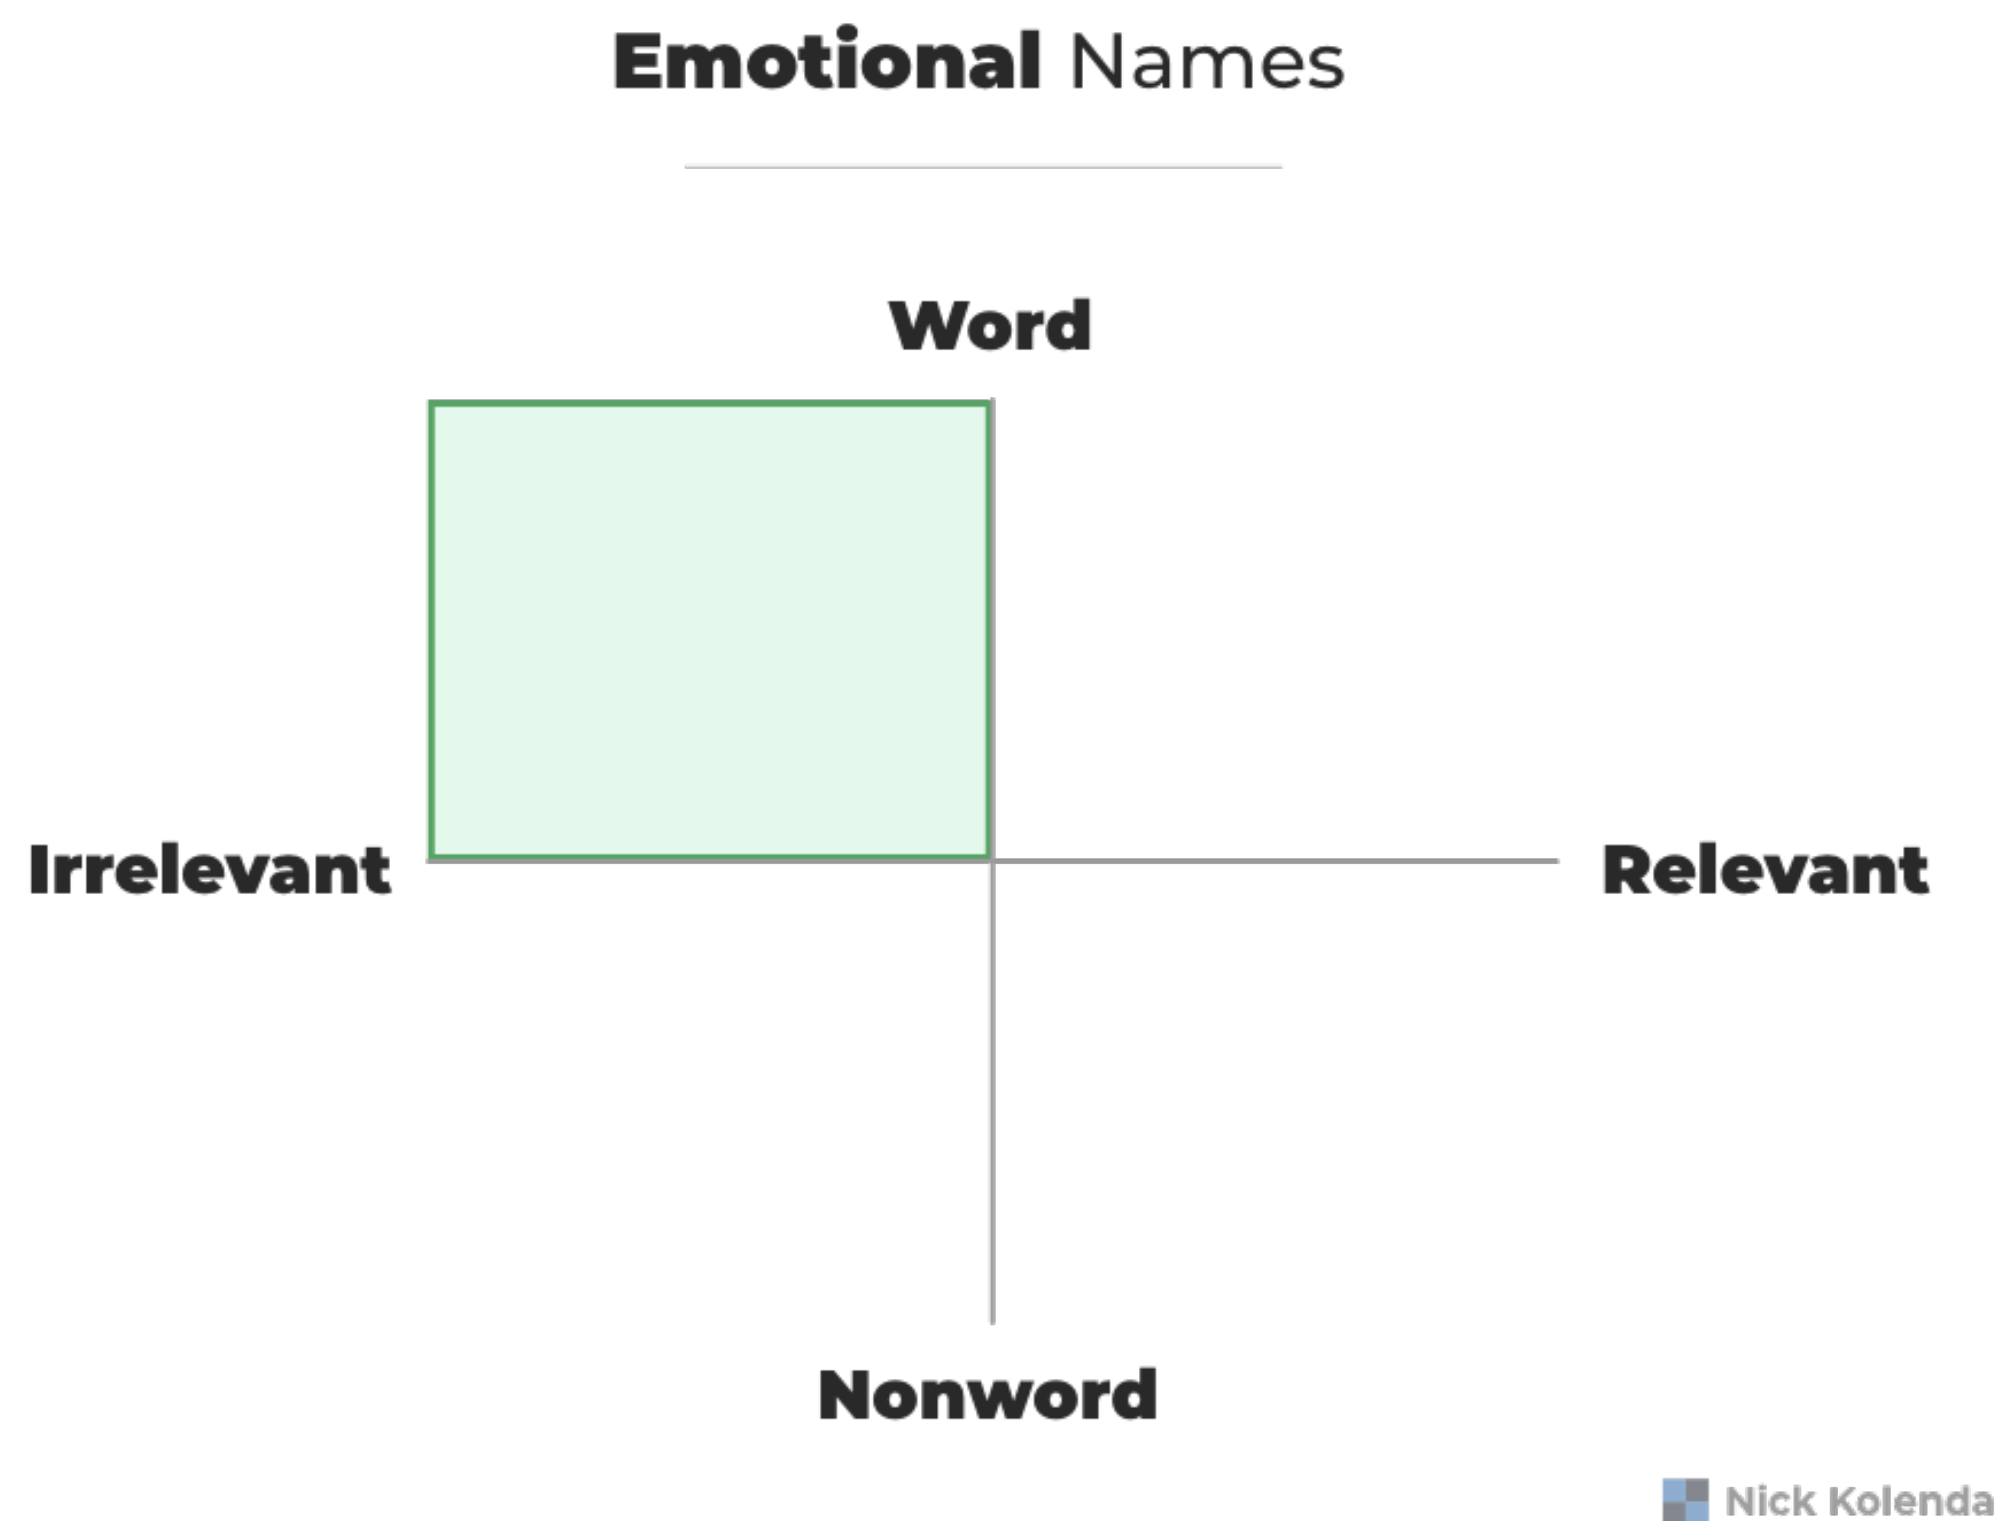 Emotional Names
Word
Irrelevant
Relevant
Nonword
Nick Kolenda